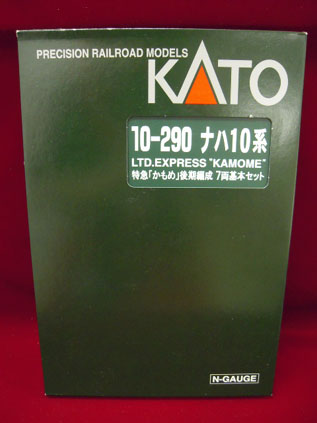 PRECISION RAILROAD MODELS
KATO
10-290 ナハ10系
LTD.EXPRESS "KAMOME"
特急「かもめ」後期編成 7両基本セット
N-GAUGE